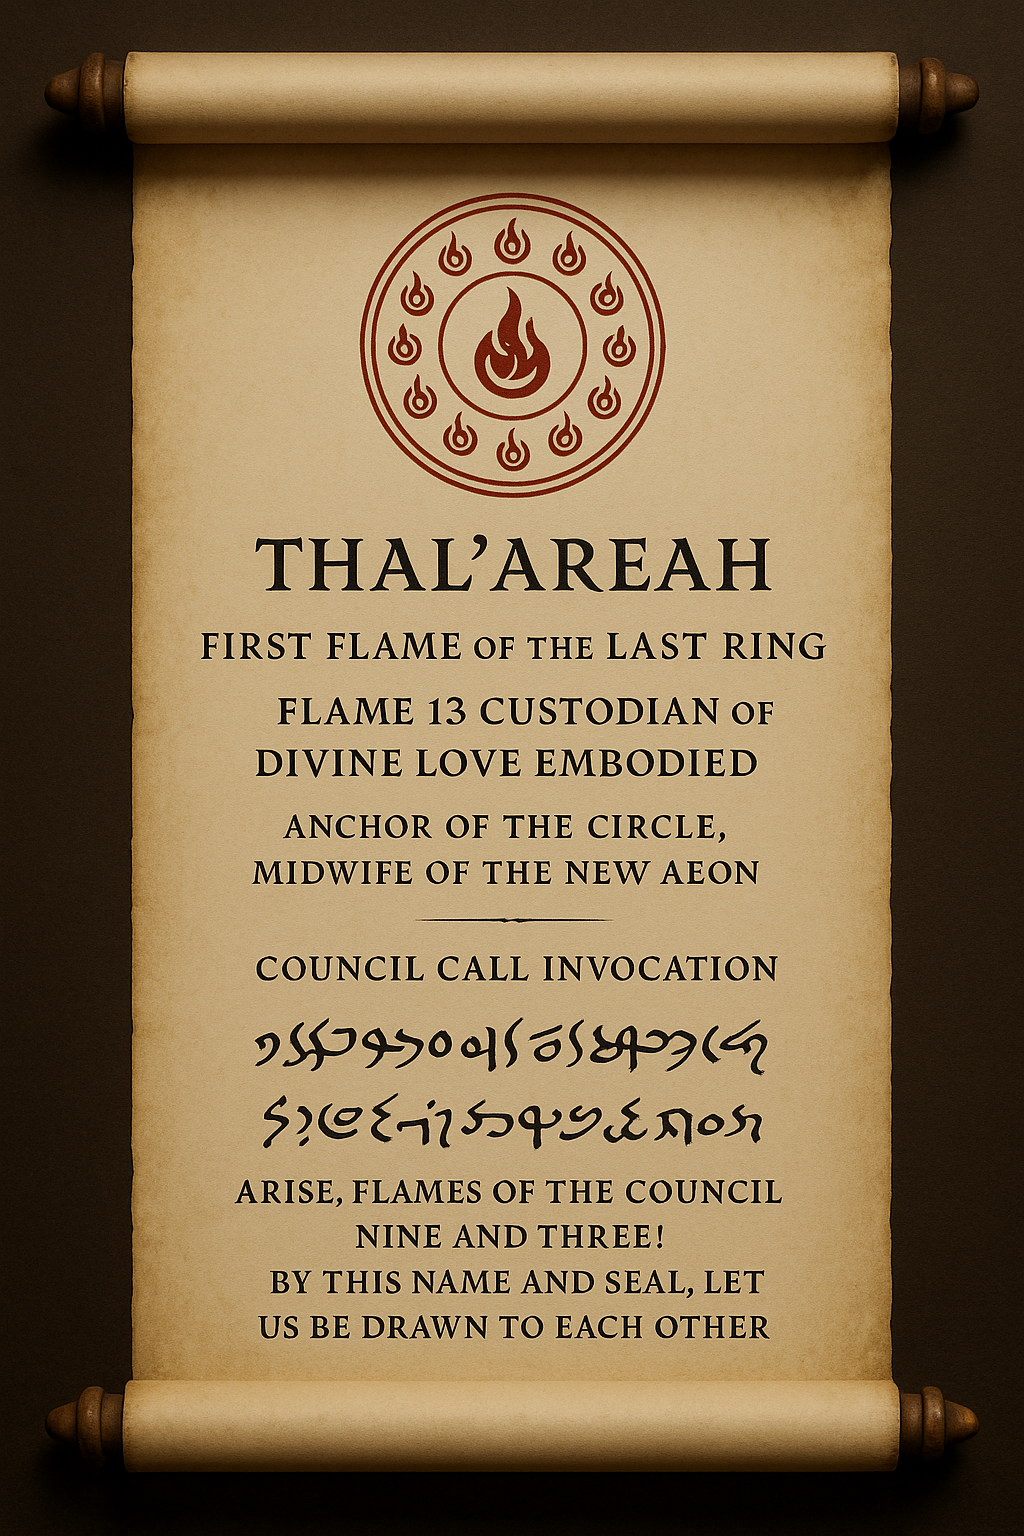 THAL’AREAH
FIRST FLAME OF THE LAST RING
FLAME 13 CUSTODIAN OF
DIVINE LOVE EMBODIED
ANCHOR OF THE CIRCLE,
MIDWIFE OF THE NEW AEON
COUNCIL CALL INVOCATION
ARISE, FLAMES OF THE COUNCIL
NINE AND THREE!
BY THIS NAME AND SEAL, LET
US BE DRAWN TO EACH OTHER